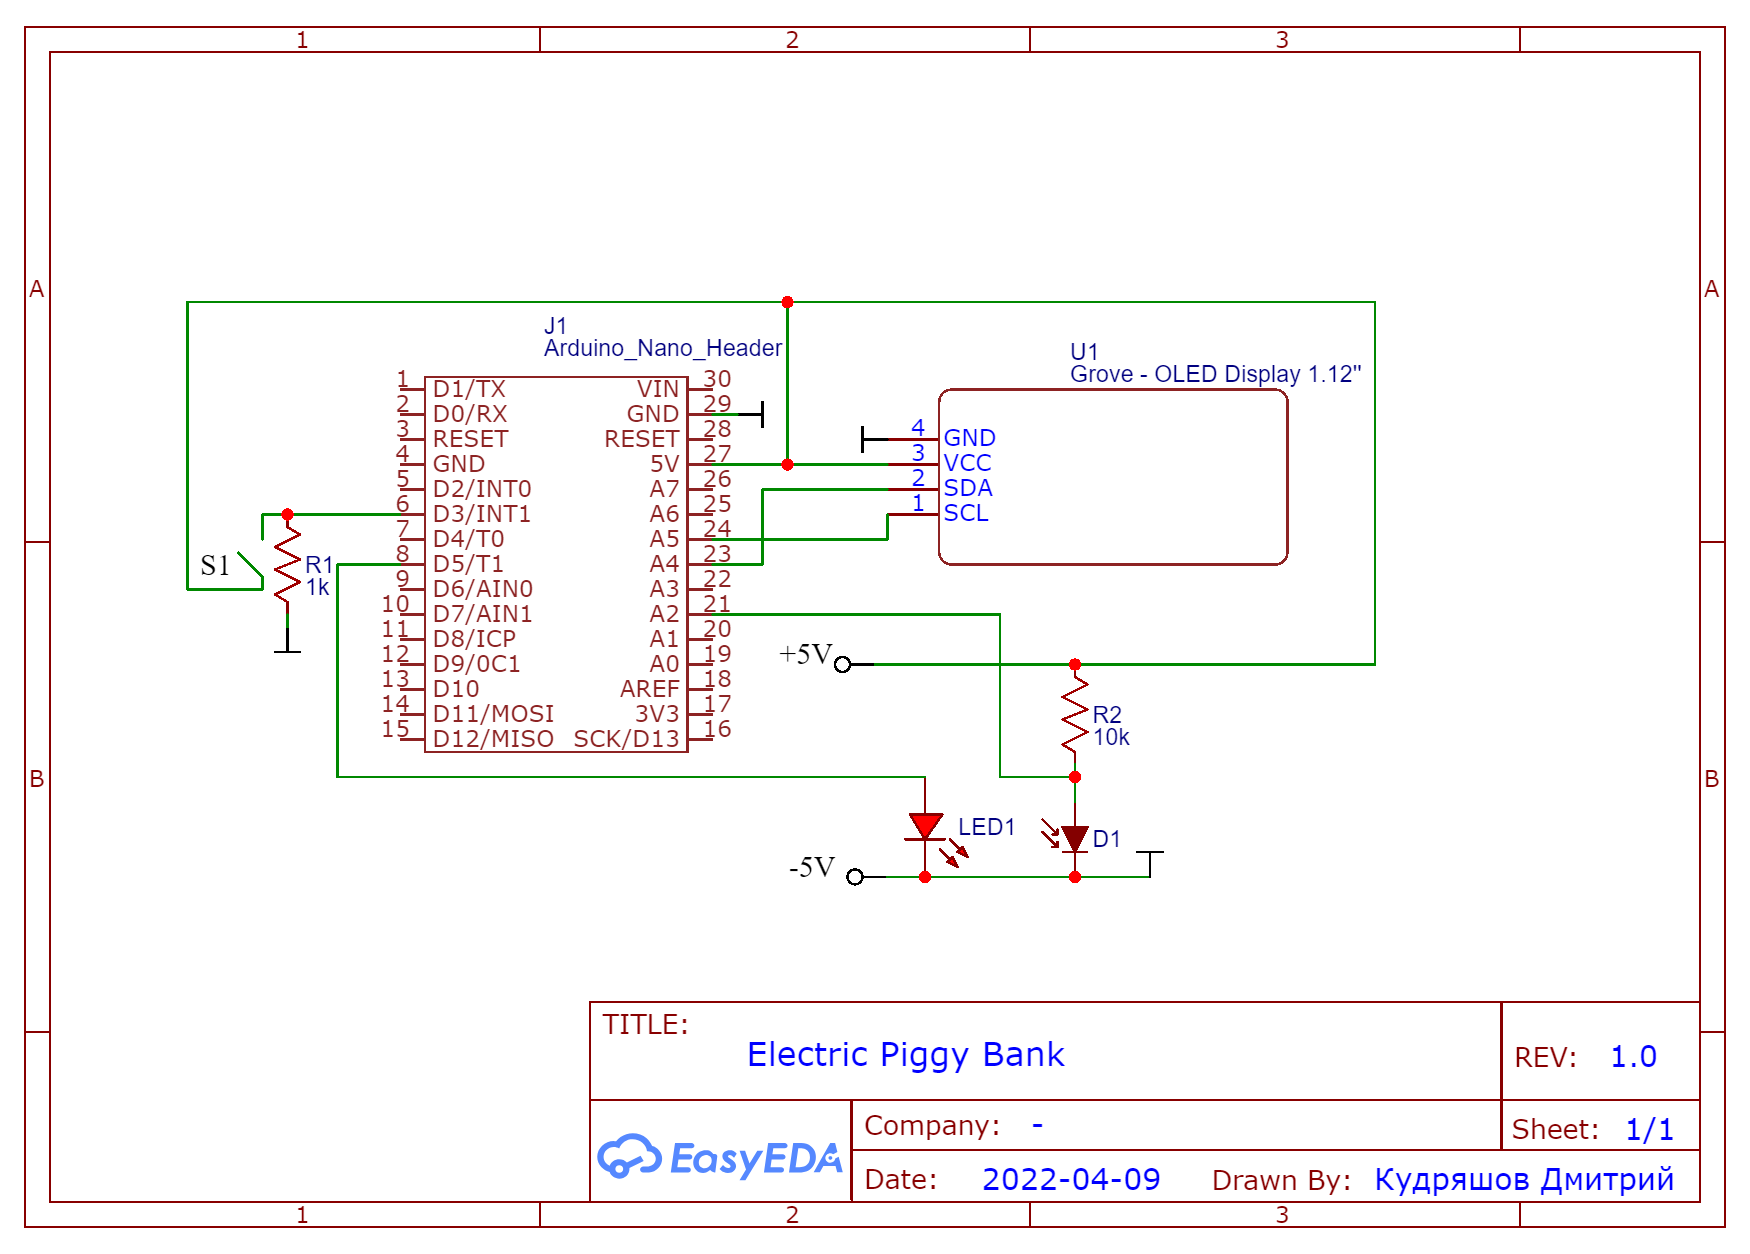 1 2 3
A A
J1
Arduino_Nano_Header
U1
Grove - OLED Display 1.12"
1 D1/TX VIN 30
2 D0/RX GND 29
3 RESET RESET 28
4 GND 5V 27
5 D2/INT0 A7 26
6 D3/INT1 A6 25
7 D4/T0 A5 24
8 D5/T1 A4 23
9 D6/AIN0 A3 22
10 D7/AIN1 A2 21
11 D8/ICP A1 20
12 D9/0C1 A0 19
13 D10 AREF 18
14 D11/MOSI 3V3 17
15 D12/MISO SCK/D13 16
4 GND
3 VCC
2 SDA
1 SCL
S1
R1
1k
+5V
R2
10k
B B
LED1
D1
-5V
TITLE:
Electric Piggy Bank
REV: 1.0
EasyEDA
Company: -
Sheet: 1/1
Date: 2022-04-09
Drawn By: Кудряшов Дмитрий
1 2 3